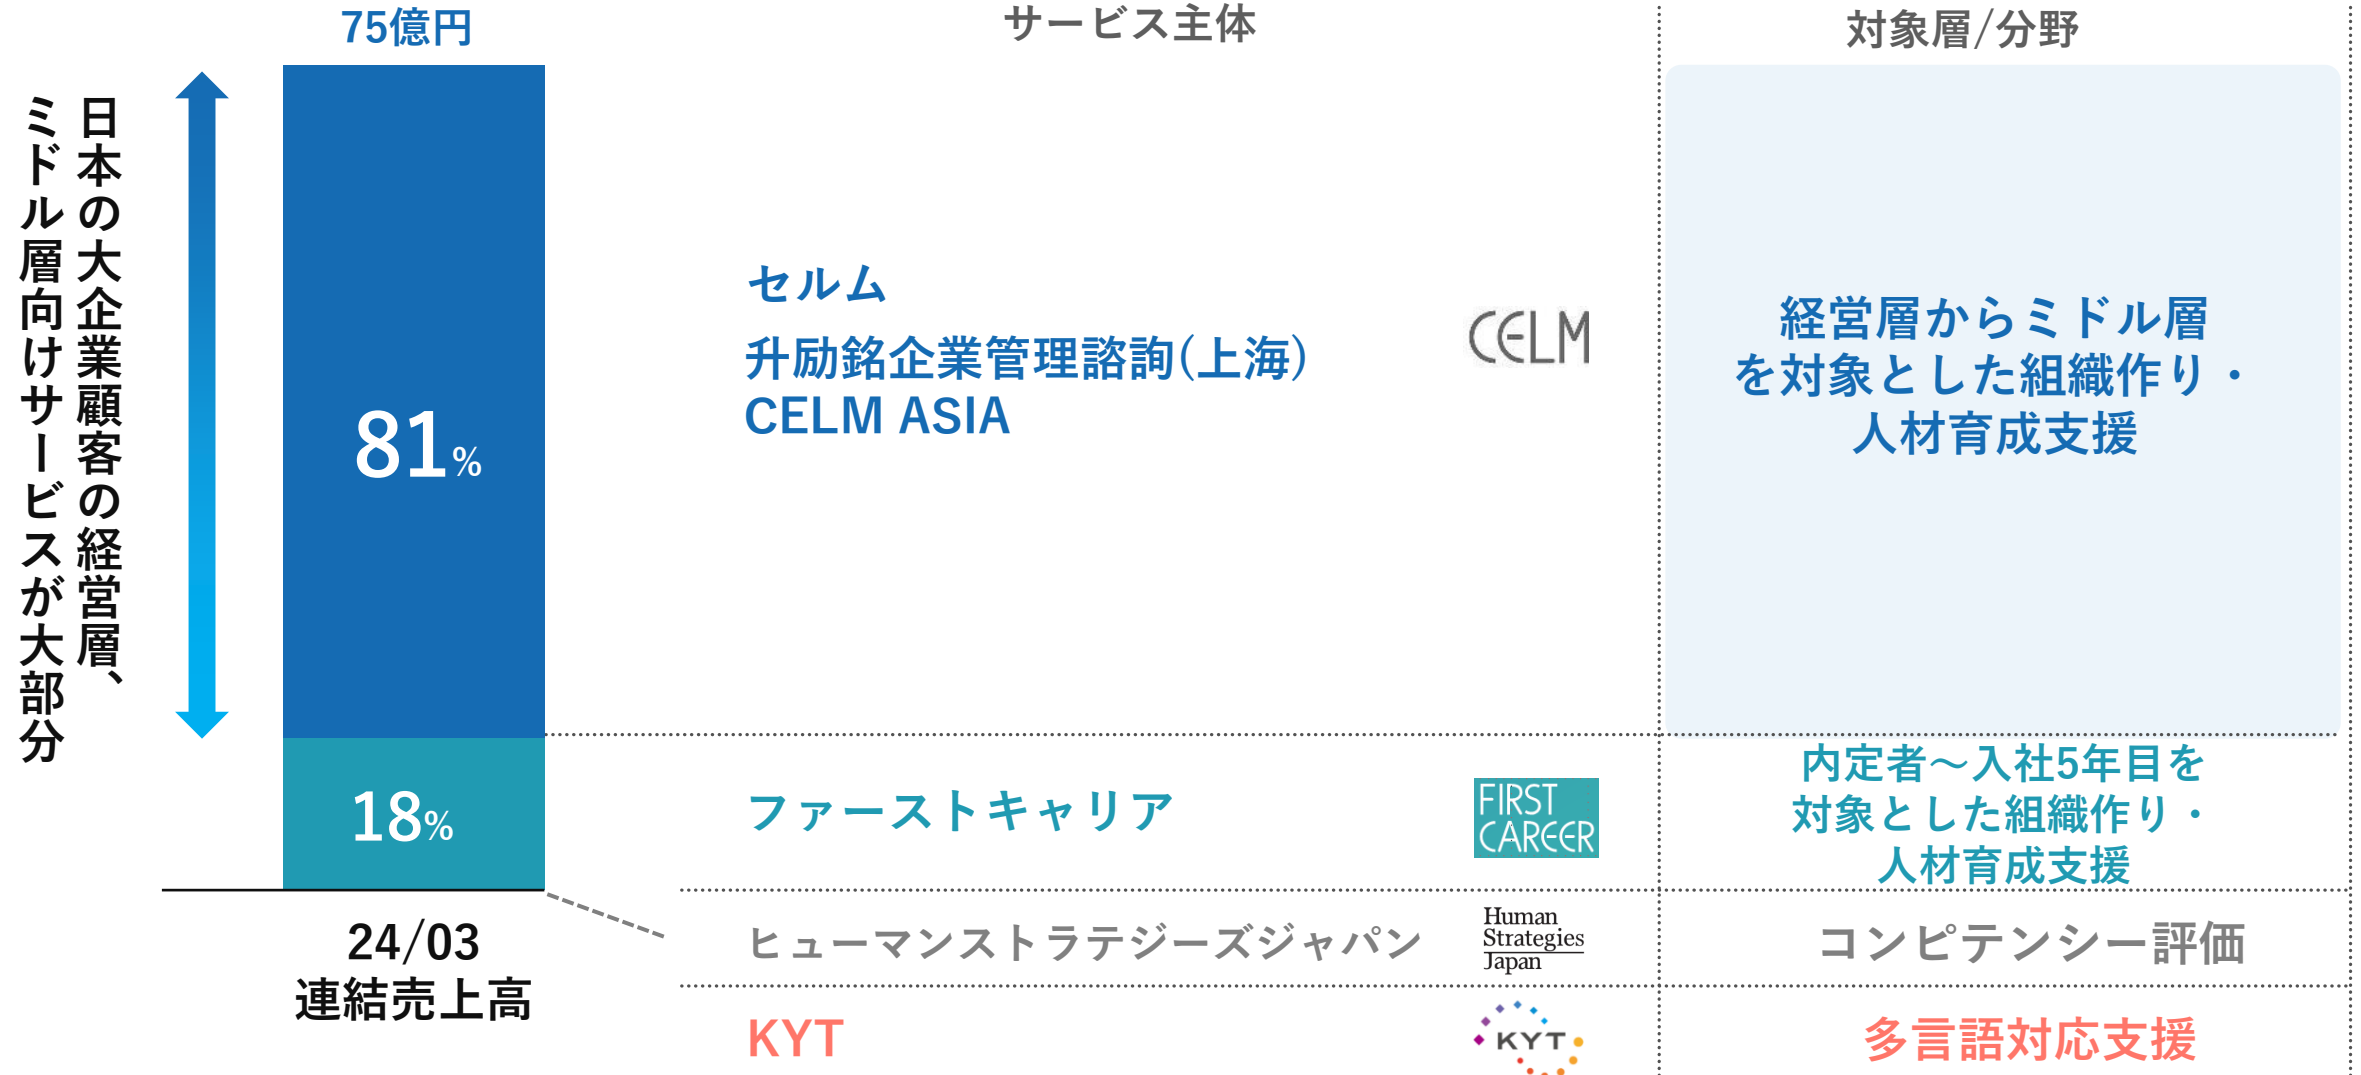 75億円
サービス主体
対象層/分野
日本の大企業顧客の経営層、
ミドル層向けサービスが大部分
81%
セルム
升励銘企業管理諮詢(上海)
CELM ASIA
CELM
経営層からミドル層
を対象とした組織作り・
人材育成支援
18%
ファーストキャリア
FIRST
CAREER
内定者～入社5年目を
対象とした組織作り・
人材育成支援
24/03
連結売上高
ヒューマンストラテジーズジャパン
Human
Strategies
Japan
コンピテンシー評価
KYT
KYT
多言語対応支援